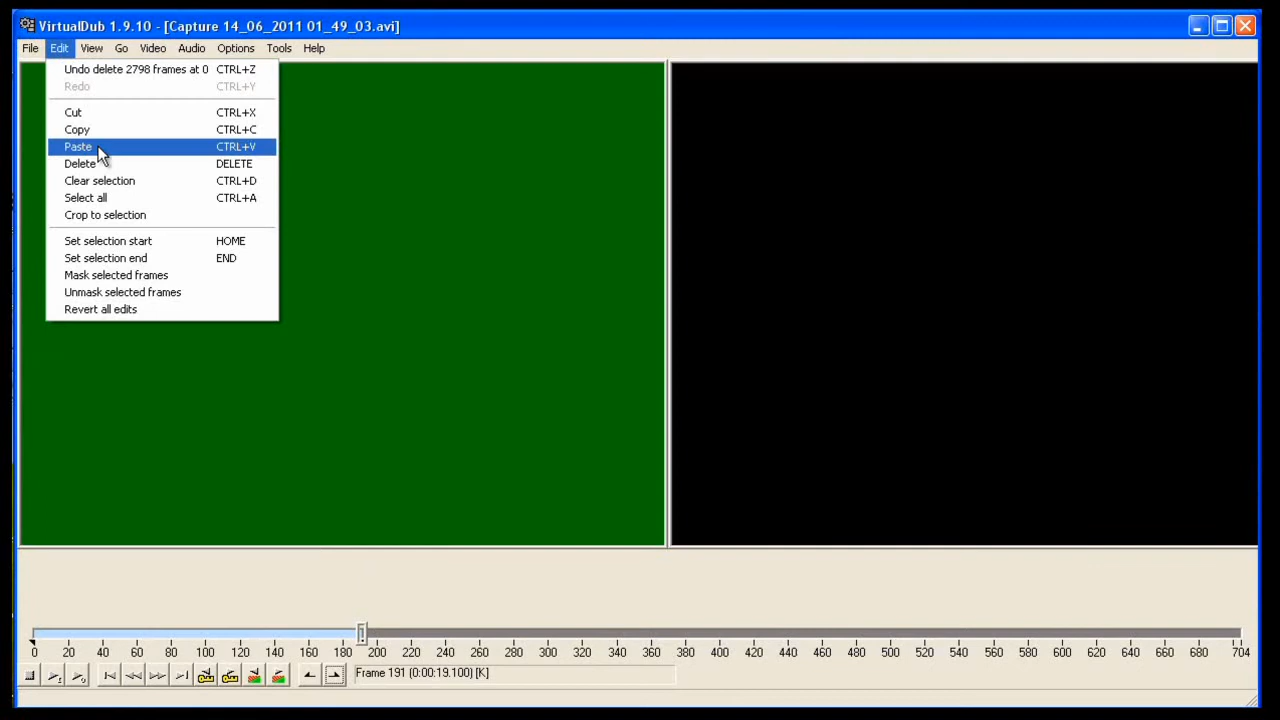 VirtualDub 1.9.10 - [Capture 14_06_2011 01_49_03.avi]
File Edit View Go Video Audio Options Tools Help
Undo delete 2798 frames at 0 CTRL+Z
Redo CTRL+Y
Cut CTRL+X
Copy CTRL+C
Paste CTRL+V
Delete DELETE
Clear selection CTRL+D
Select all CTRL+A
Crop to selection
Set selection start HOME
Set selection end END
Mask selected frames
Unmask selected frames
Revert all edits
0 20 40 60 80 100 120 140 160 180 200 220 240 260 280 300 320 340 360 380 400 420 440 460 480 500 520 540 560 580 600 620 640 660 680 704
Frame 191 (0:00:19.100) [K]